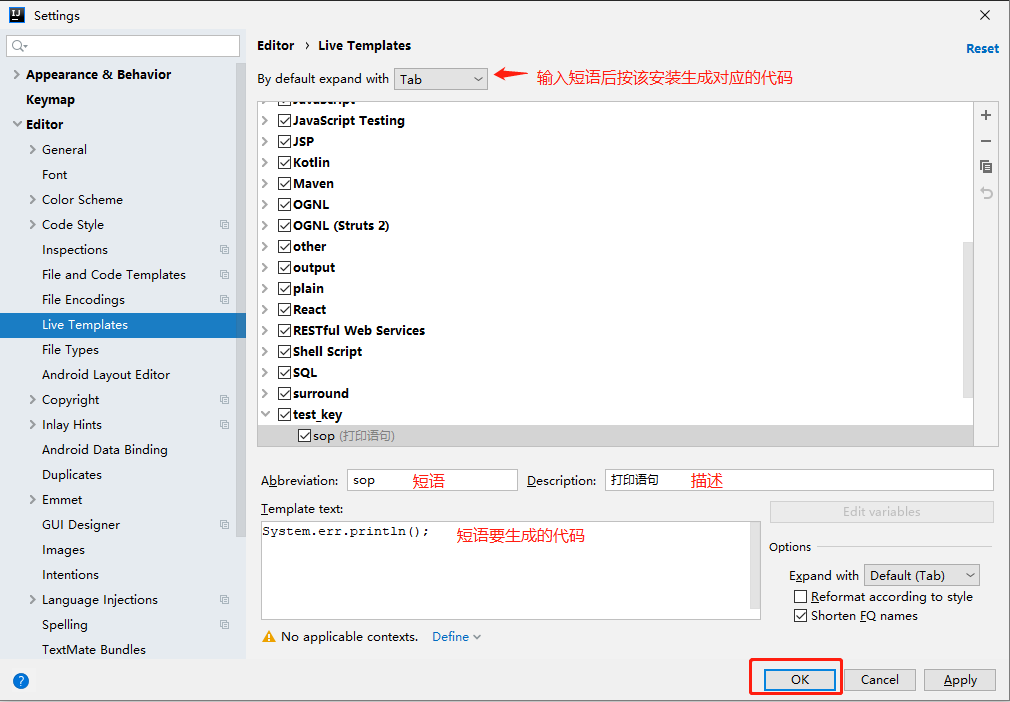 Settings
Editor › Live Templates
Reset
By default expand with Tab
输入短语后按该安装生成对应的代码
Appearance & Behavior
Keymap
Editor
General
Font
Color Scheme
Code Style
Inspections
File and Code Templates
File Encodings
Live Templates
File Types
Android Layout Editor
Copyright
Inlay Hints
Android Data Binding
Duplicates
Emmet
GUI Designer
Images
Intentions
Language Injections
Spelling
TextMate Bundles
JavaScript
JavaScript Testing
JSP
Kotlin
Maven
OGNL
OGNL (Struts 2)
other
output
plain
React
RESTful Web Services
Shell Script
SQL
surround
test_key
sop (打印语句)
Abbreviation: sop 短语 Description: 打印语句 描述
Template text:
System.err.println(); 短语要生成的代码
Edit variables
Options
Expand with Default (Tab)
Reformat according to style
Shorten FQ names
No applicable contexts. Define
? OK Cancel Apply